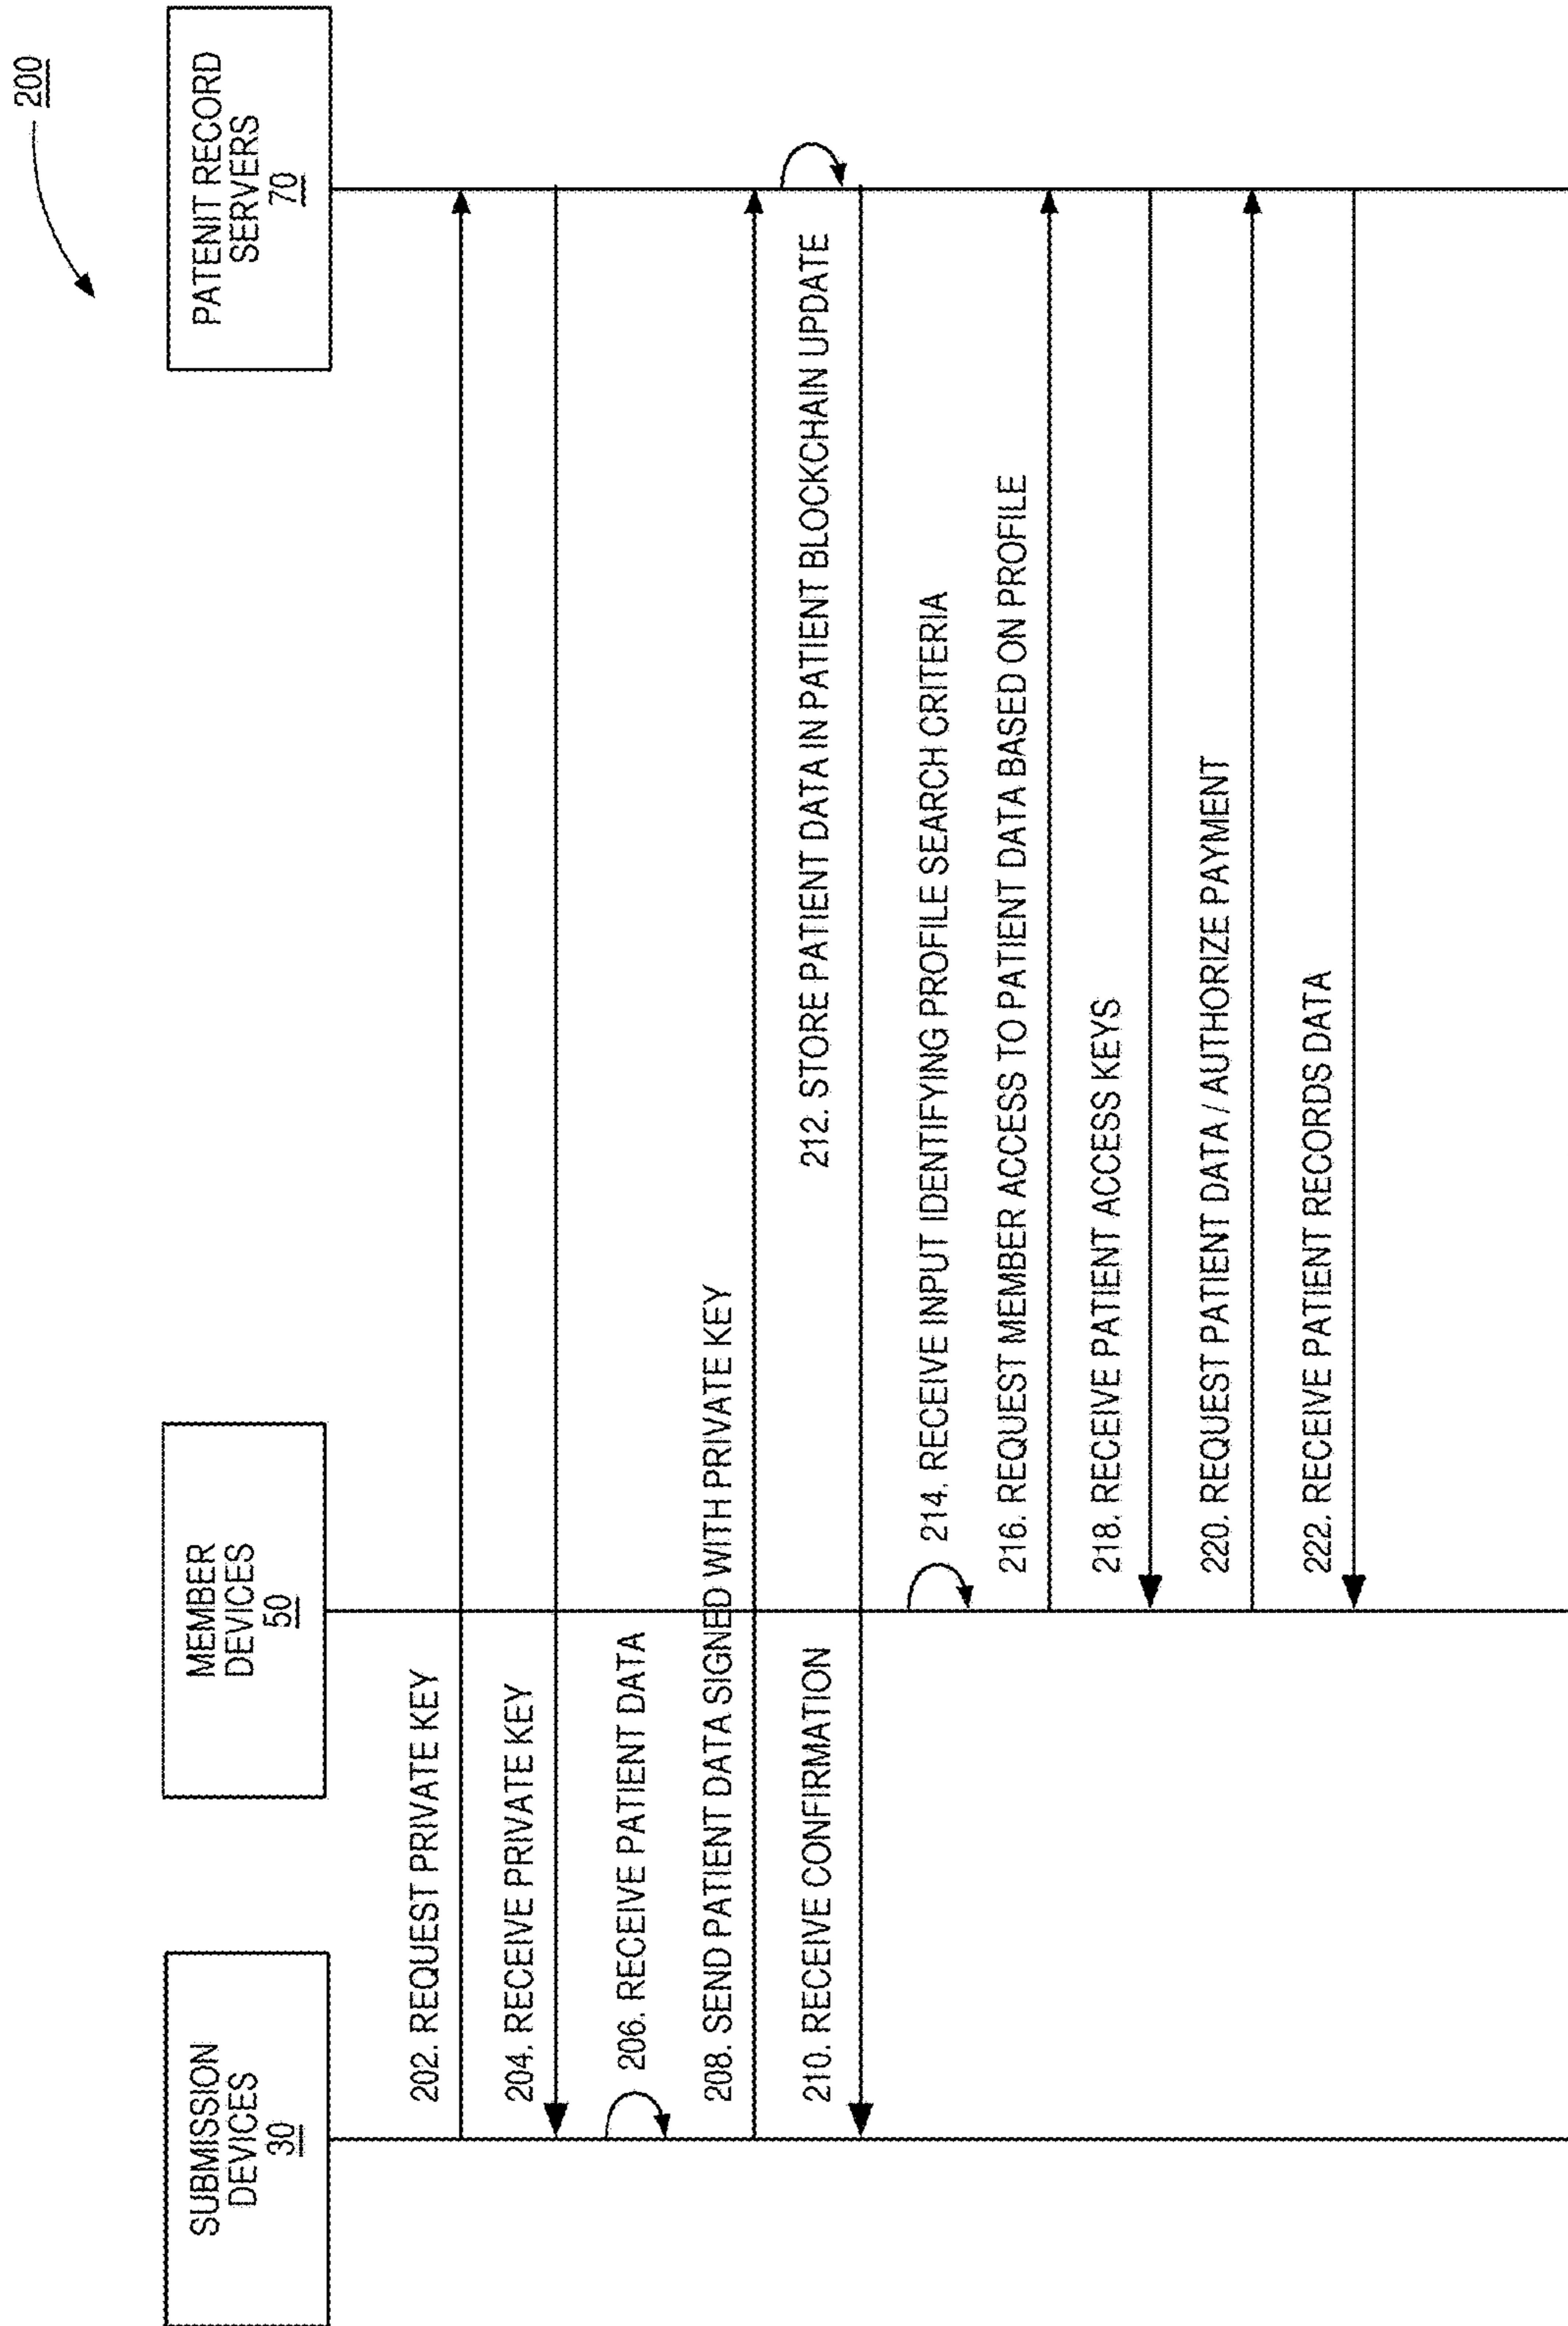 200
SUBMISSION
DEVICES
30
MEMBER
DEVICES
50
PATENIT RECORD
SERVERS
70
202. REQUEST PRIVATE KEY
204. RECEIVE PRIVATE KEY
206. RECEIVE PATIENT DATA
208. SEND PATIENT DATA SIGNED WITH PRIVATE KEY
210. RECEIVE CONFIRMATION
212. STORE PATIENT DATA IN PATIENT BLOCKCHAIN UPDATE
214. RECEIVE INPUT IDENTIFYING PROFILE SEARCH CRITERIA
216. REQUEST MEMBER ACCESS TO PATIENT DATA BASED ON PROFILE
218. RECEIVE PATIENT ACCESS KEYS
220. REQUEST PATIENT DATA / AUTHORIZE PAYMENT
222. RECEIVE PATIENT RECORDS DATA